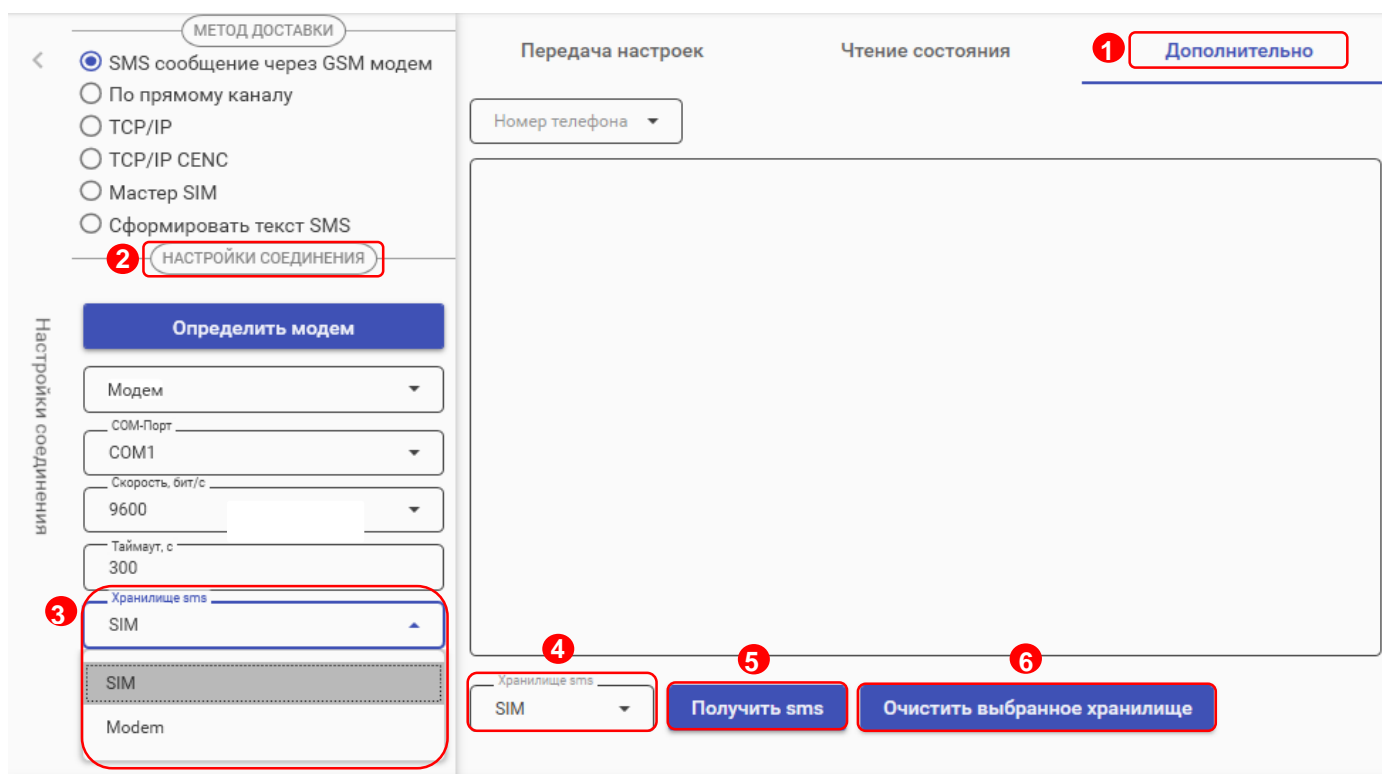 МЕТОД ДОСТАВКИ
SMS сообщение через GSM модем
По прямому каналу
TCP/IP
TCP/IP CENC
Мастер SIM
Сформировать текст SMS
2 НАСТРОЙКИ СОЕДИНЕНИЯ
Настройки соединения
Определить модем
Модем
COM-Порт
COM1
Скорость, бит/с
9600
Таймаут, с
300
3 Хранилище sms
SIM
SIM
Modem
Передача настроек Чтение состояния 1 Дополнительно
Номер телефона
4 5 6
Хранилище sms
SIM Получить sms Очистить выбранное хранилище